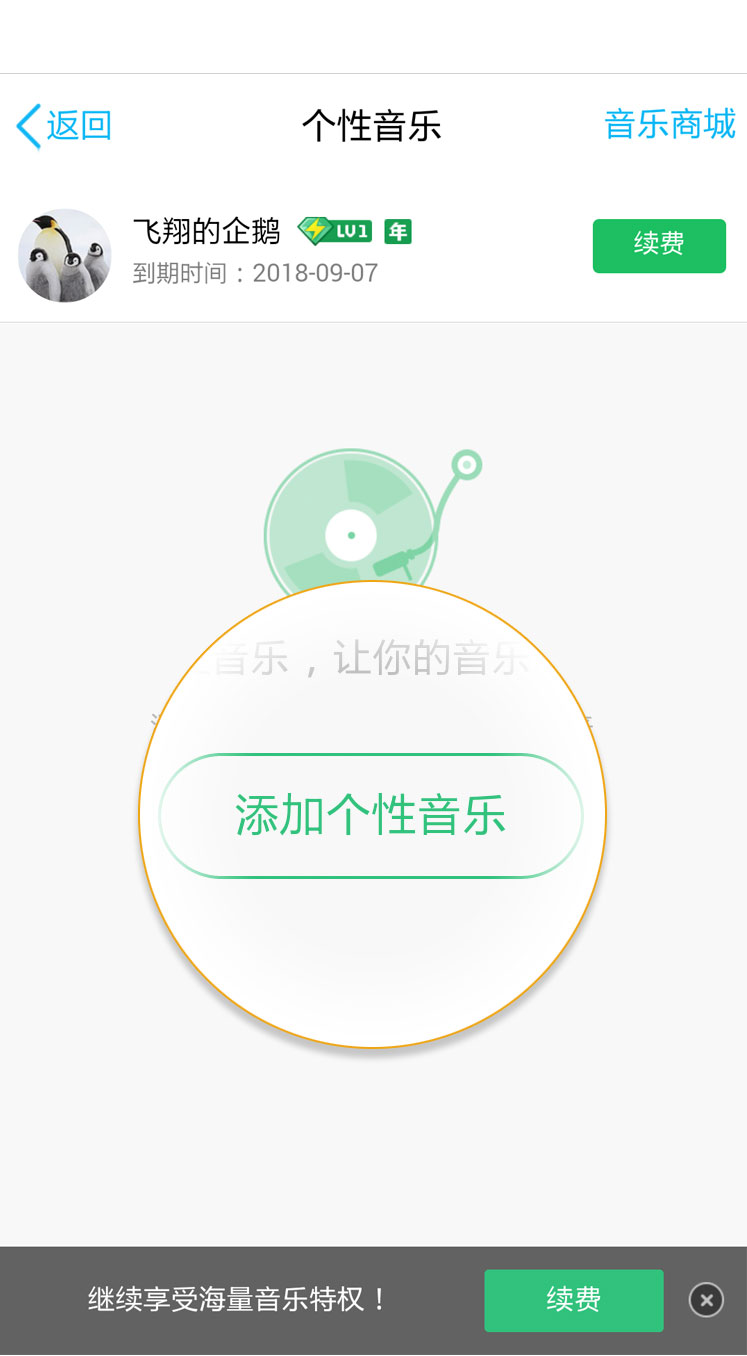 返回 个性音乐 音乐商城
飞翔的企鹅 LV1 年
到期时间：2018-09-07
续费
音乐，让你的音乐
添加个性音乐
继续享受海量音乐特权！ 续费